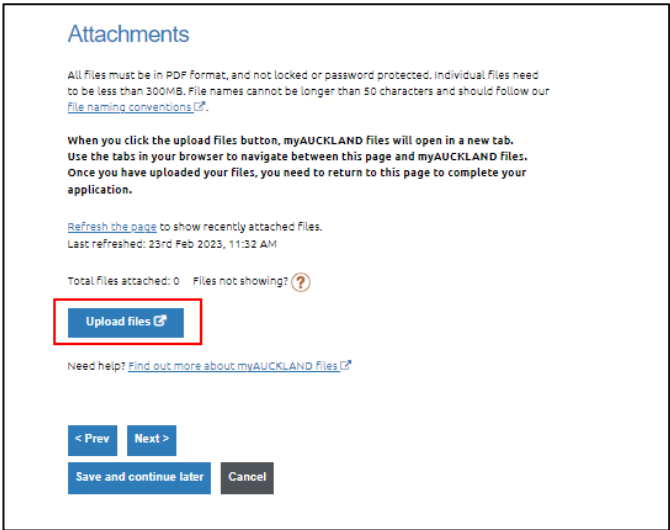 Attachments
All files must be in PDF format, and not locked or password protected. Individual files need
to be less than 300MB. File names cannot be longer than 50 characters and should follow our
file naming conventions.
When you click the upload files button, myAUCKLAND files will open in a new tab.
Use the tabs in your browser to navigate between this page and myAUCKLAND files.
Once you have uploaded your files, you need to return to this page to complete your
application.
Refresh the page to show recently attached files.
Last refreshed: 23rd Feb 2023, 11:32 AM
Total files attached: 0 Files not showing? ?
Upload files
Need help? Find out more about myAUCKLAND files
< Prev Next >
Save and continue later Cancel